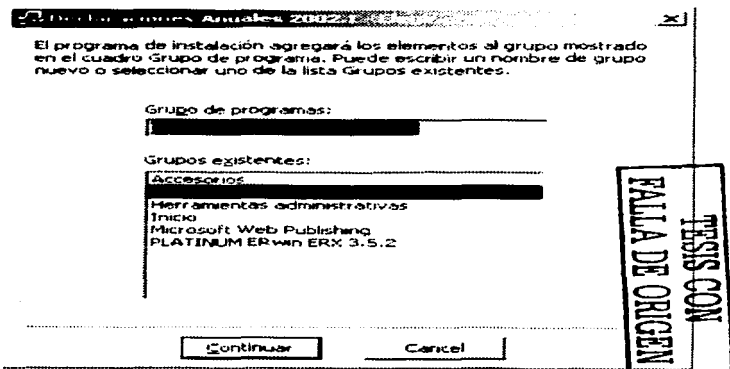 Declaraciones Anuales 2002
El programa de instalación agregará los elementos al grupo mostrado
en el cuadro Grupo de programa. Puede escribir un nombre de grupo
nuevo o seleccionar uno de la lista Grupos existentes.
Grupo de programas:
Grupos existentes:
Accesorios
Herramientas administrativas
Inicio
Microsoft Web Publishing
PLATINUM ERwin ERX 3.5.2
Continuar
Cancel
TESIS CON
FALLA DE ORIGEN